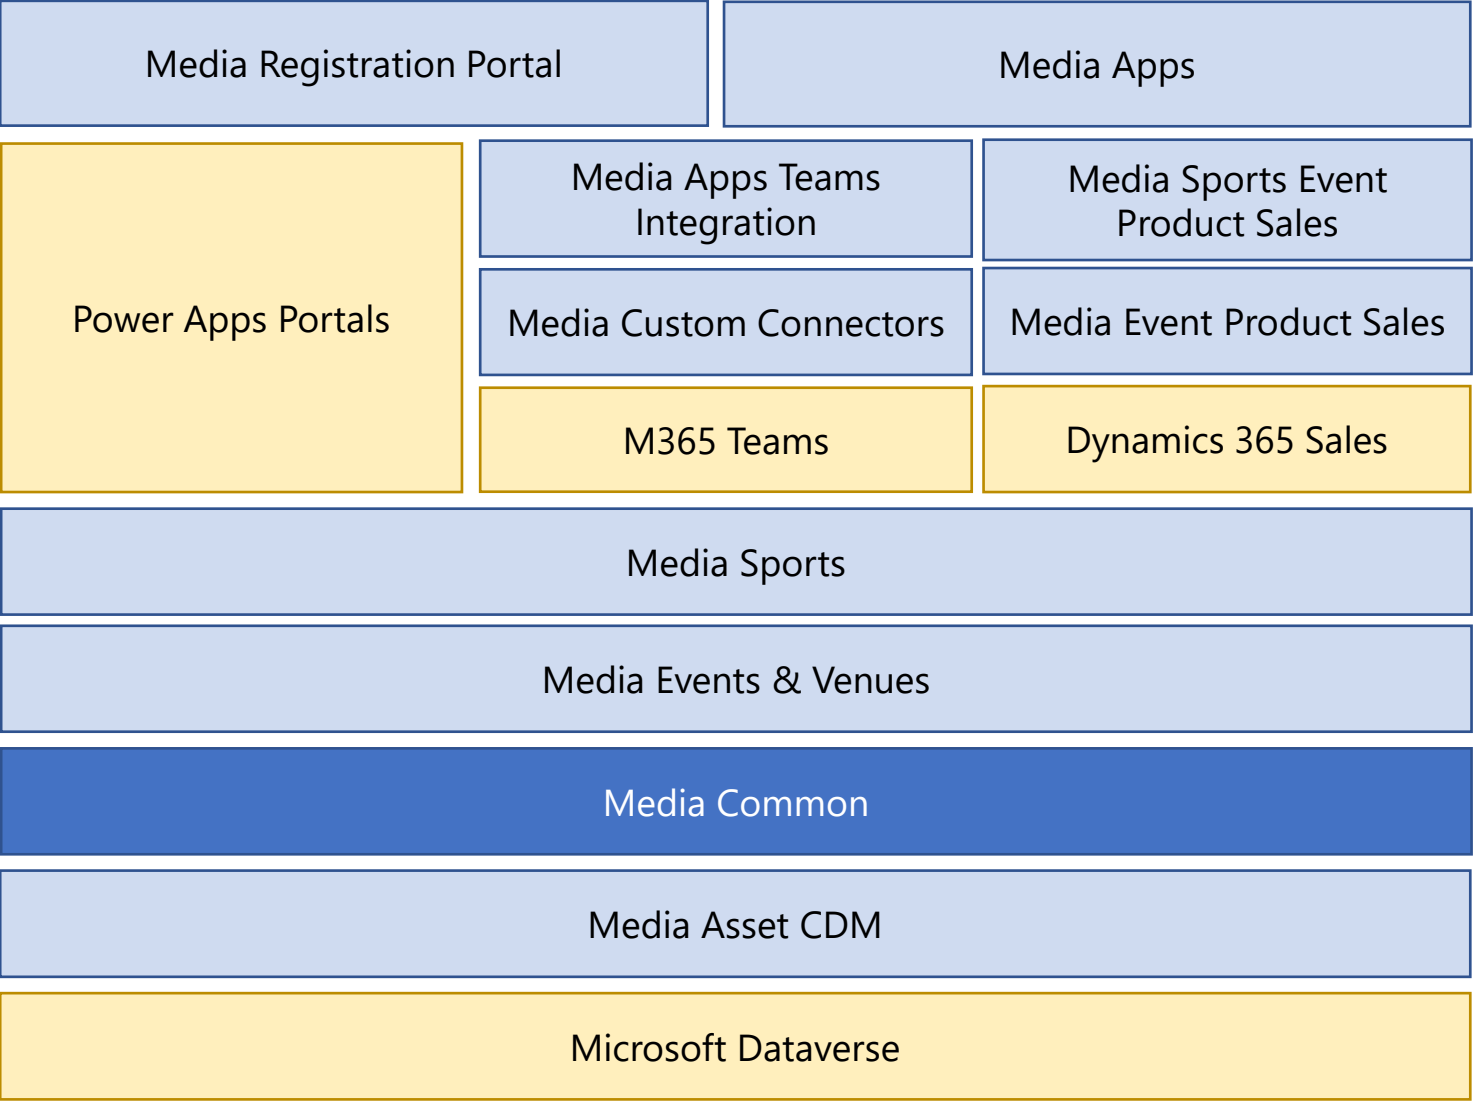 Media Registration Portal
Media Apps
Power Apps Portals
Media Apps Teams
Integration
Media Sports Event
Product Sales
Media Custom Connectors
Media Event Product Sales
M365 Teams
Dynamics 365 Sales
Media Sports
Media Events & Venues
Media Common
Media Asset CDM
Microsoft Dataverse